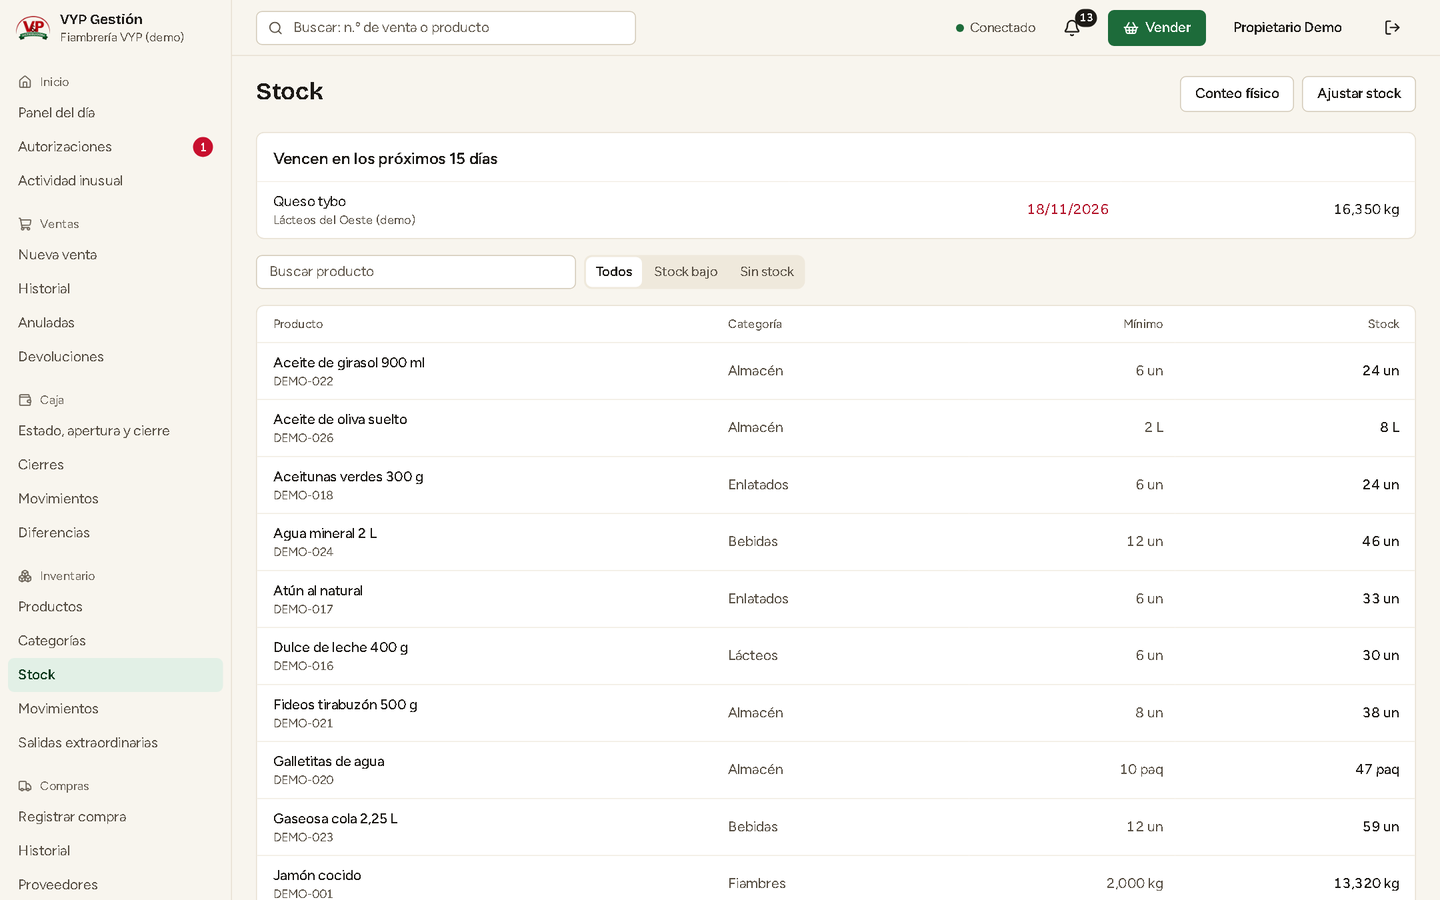 VYP
VYP Gestión
Fiambrería VYP (demo)
Buscar: n.° de venta o producto
Conectado
13
Vender
Propietario Demo
Inicio
Panel del día
Autorizaciones
1
Actividad inusual
Ventas
Nueva venta
Historial
Anuladas
Devoluciones
Caja
Estado, apertura y cierre
Cierres
Movimientos
Diferencias
Inventario
Productos
Categorías
Stock
Movimientos
Salidas extraordinarias
Compras
Registrar compra
Historial
Proveedores
Stock
Conteo físico
Ajustar stock
Vencen en los próximos 15 días
Queso tybo
Lácteos del Oeste (demo)
18/11/2026
16,350 kg
Buscar producto
Todos
Stock bajo
Sin stock
Producto Categoría Mínimo Stock
Aceite de girasol 900 ml
DEMO-022
Almacén 6 un 24 un
Aceite de oliva suelto
DEMO-026
Almacén 2 L 8 L
Aceitunas verdes 300 g
DEMO-018
Enlatados 6 un 24 un
Agua mineral 2 L
DEMO-024
Bebidas 12 un 46 un
Atún al natural
DEMO-017
Enlatados 6 un 33 un
Dulce de leche 400 g
DEMO-016
Lácteos 6 un 30 un
Fideos tirabuzón 500 g
DEMO-021
Almacén 8 un 38 un
Galletitas de agua
DEMO-020
Almacén 10 paq 47 paq
Gaseosa cola 2,25 L
DEMO-023
Bebidas 12 un 59 un
Jamón cocido
DEMO-001
Fiambres 2,000 kg 13,320 kg